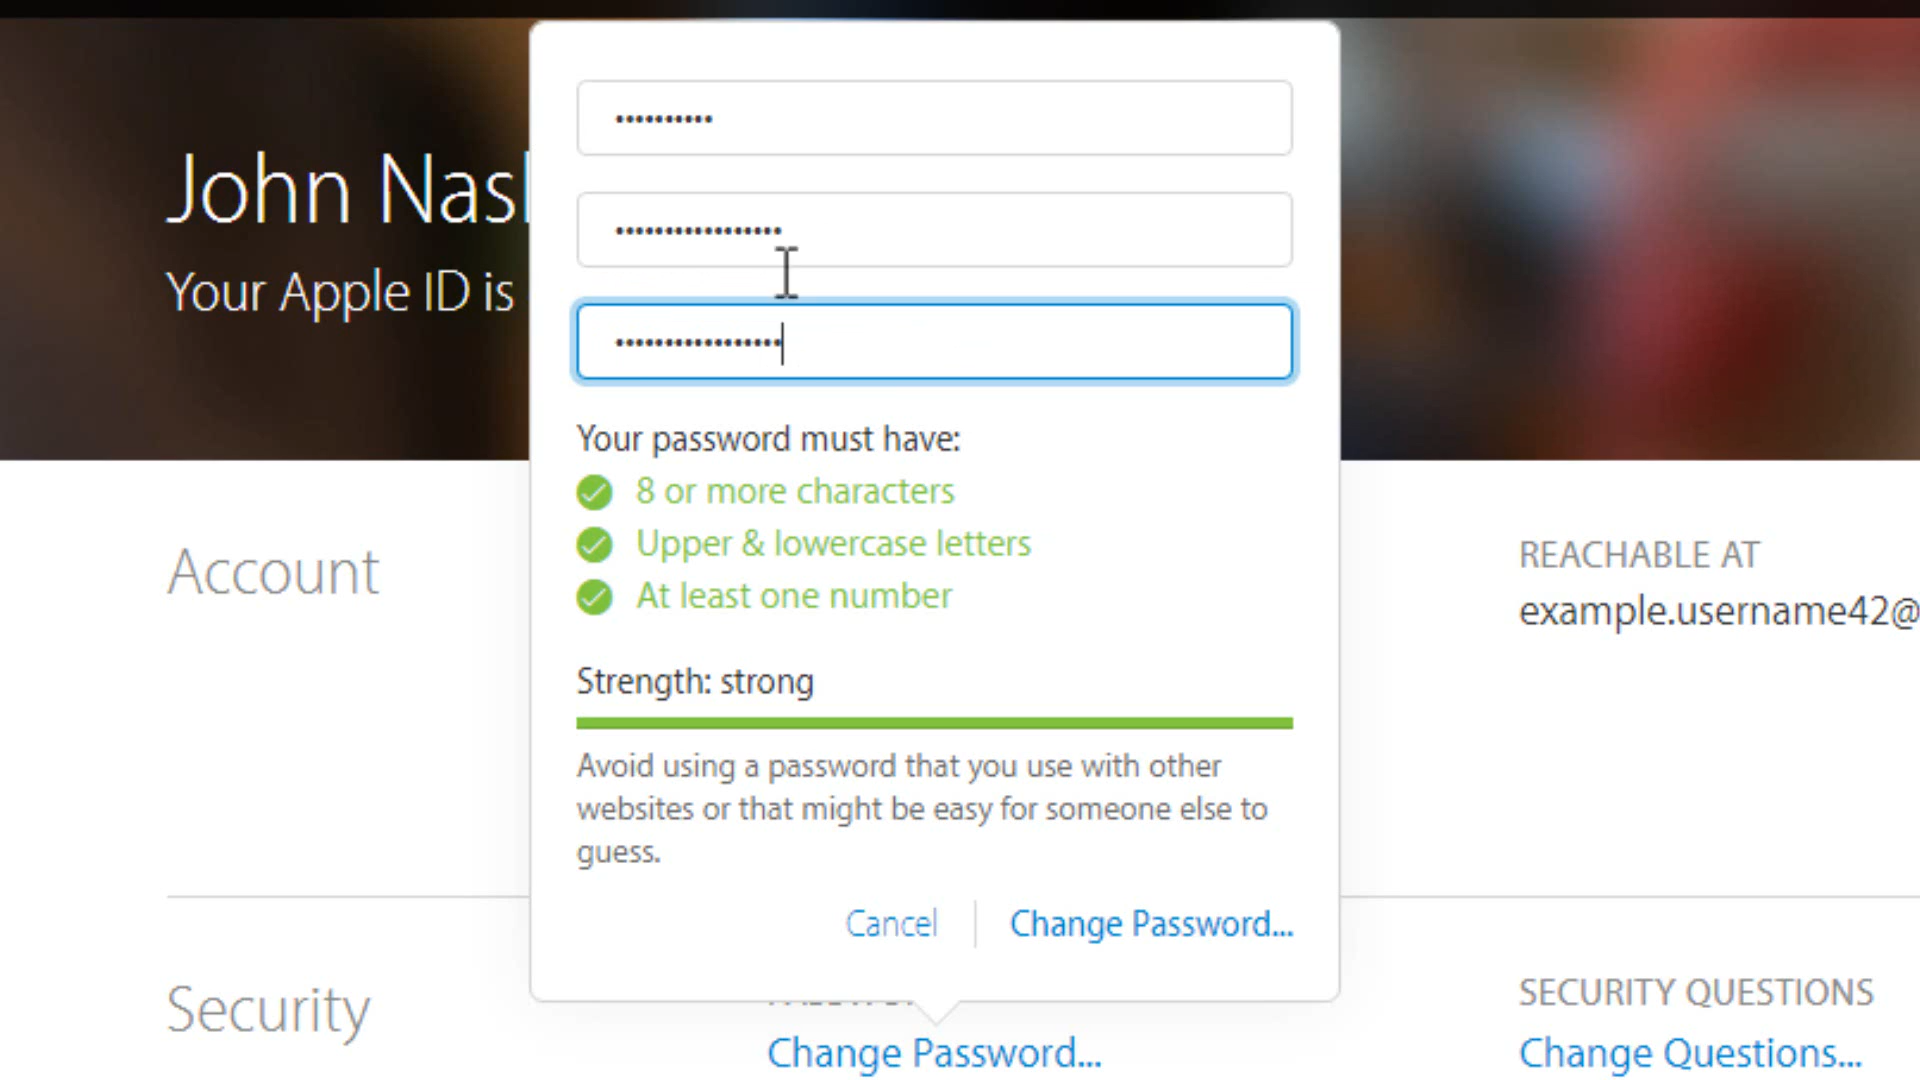 ••••••••••
•••••••••••••••••
•••••••••••••••••
John Nas
Your Apple ID is
Your password must have:
8 or more characters
Upper & lowercase letters
At least one number
Strength: strong
Avoid using a password that you use with other
websites or that might be easy for someone else to
guess.
Cancel
Change Password...
Account
REACHABLE AT
example.username42@
Security
Change Password...
SECURITY QUESTIONS
Change Questions...